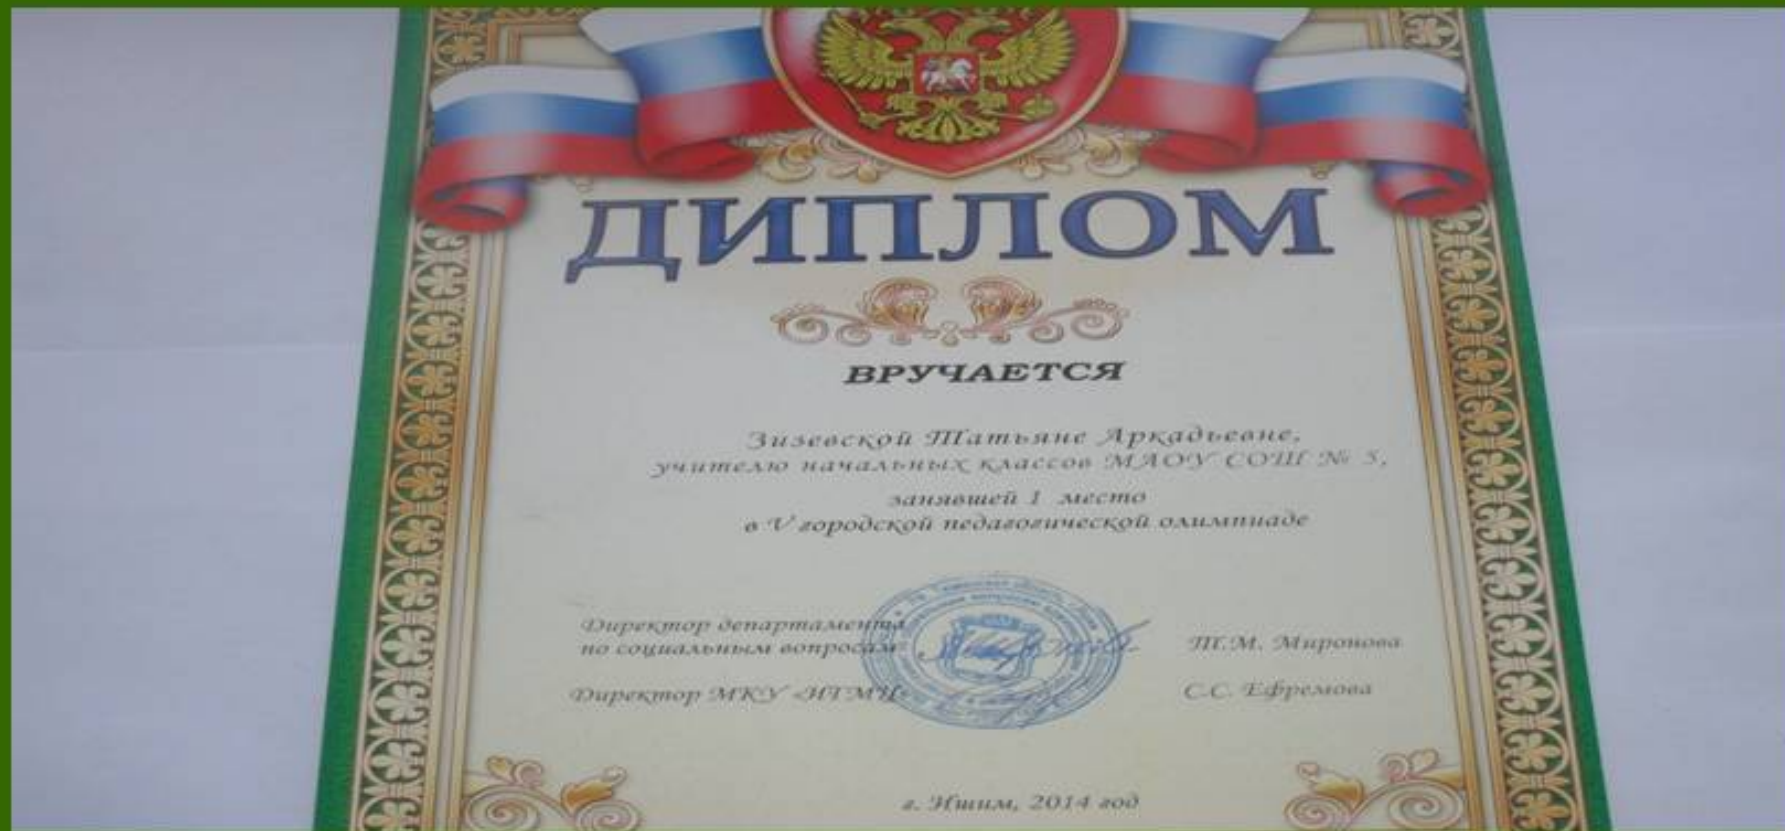 ДИПЛОМ
ВРУЧАЕТСЯ
Зизевской Татьяне Аркадьевне,
учителю начальных классов МАОУ СОШ № 5,
занявшей 1 место
в V городской педагогической олимпиаде
Директор департамента
по социальным вопросам
Т.М. Миронова
Директор МКУ «ИГМЦ»
С.С. Ефремова
г. Ишим, 2014 год